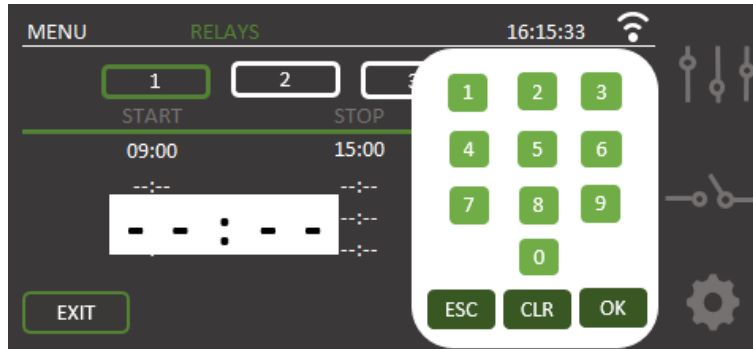 MENU RELAYS 16:15:33
1 2 3
START STOP
09:00 15:00
--:-- --:--
--:-- --:--
--:--
EXIT
1 2 3
4 5 6
7 8 9
0
ESC CLR OK